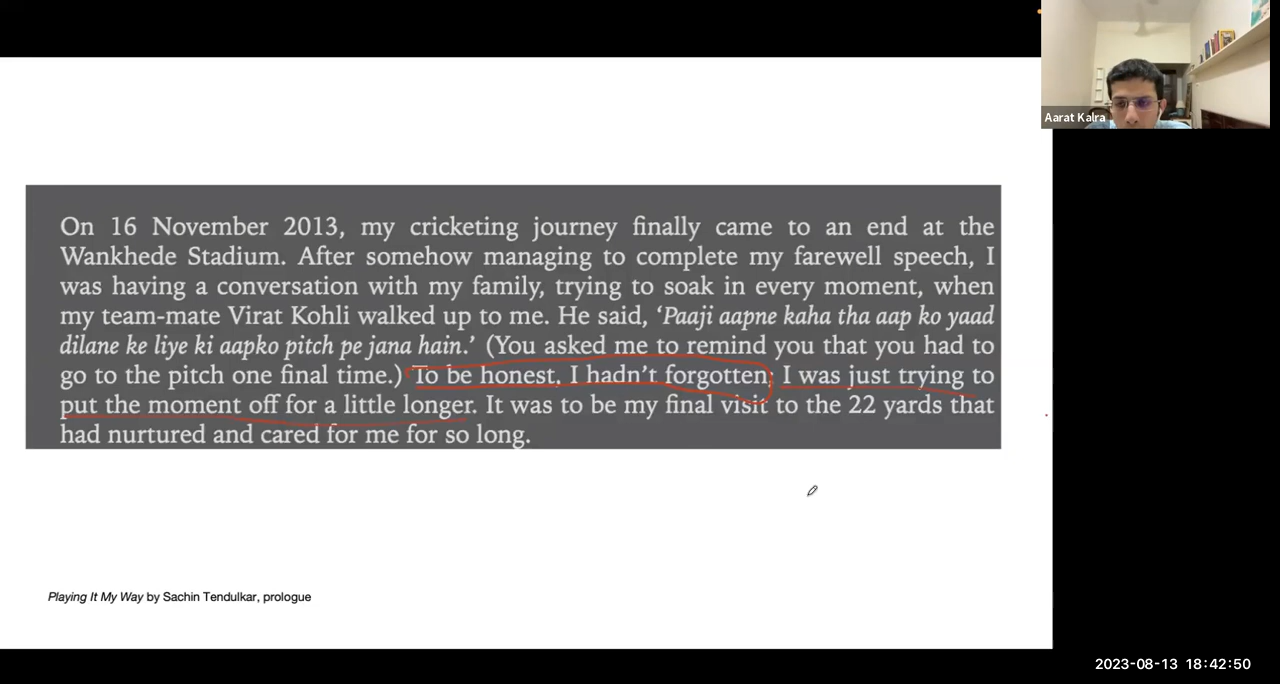 Aarat Kalra
On 16 November 2013, my cricketing journey finally came to an end at the
Wankhede Stadium. After somehow managing to complete my farewell speech, I
was having a conversation with my family, trying to soak in every moment, when
my team-mate Virat Kohli walked up to me. He said, ‘Paaji aapne kaha tha aap ko yaad
dilane ke liye ki aapko pitch pe jana hain.’ (You asked me to remind you that you had to
go to the pitch one final time.) To be honest, I hadn’t forgotten; I was just trying to
put the moment off for a little longer. It was to be my final visit to the 22 yards that
had nurtured and cared for me for so long.
Playing It My Way by Sachin Tendulkar, prologue
2023-08-13 18:42:50